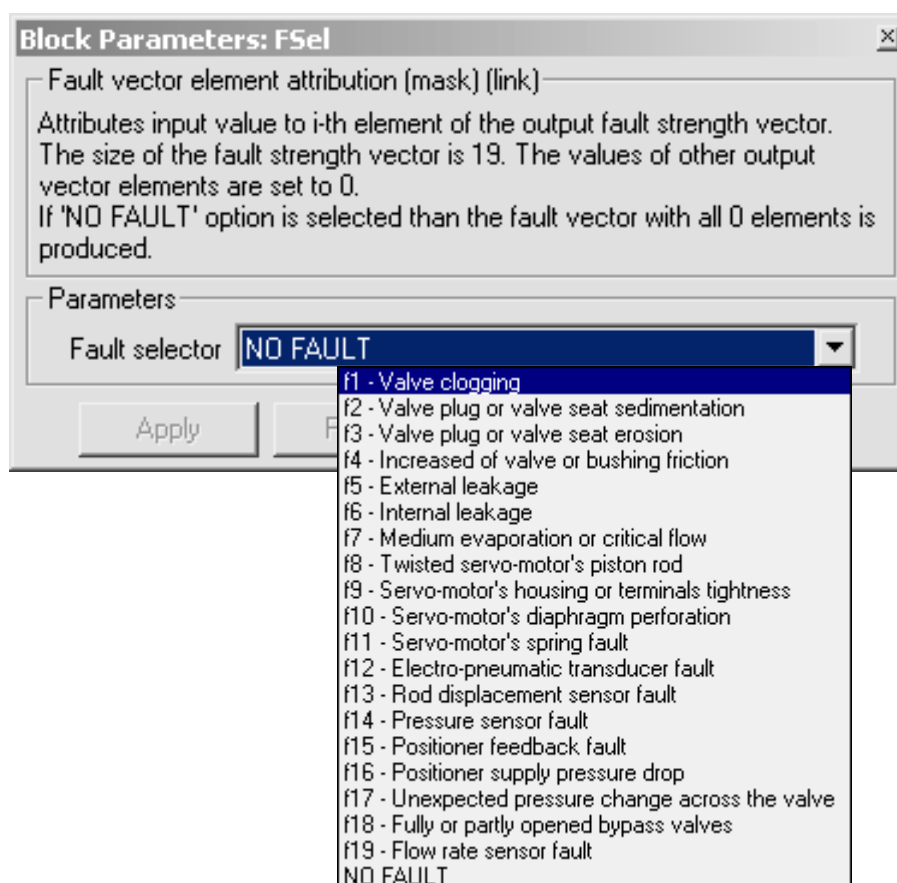 Block Parameters: FSel
Fault vector element attribution (mask) (link)
Attributes input value to i-th element of the output fault strength vector.
The size of the fault strength vector is 19. The values of other output
vector elements are set to 0.
If 'NO FAULT' option is selected than the fault vector with all 0 elements is
produced.
Parameters
Fault selector NO FAULT
Apply
f1 - Valve clogging
f2 - Valve plug or valve seat sedimentation
f3 - Valve plug or valve seat erosion
f4 - Increased of valve or bushing friction
f5 - External leakage
f6 - Internal leakage
f7 - Medium evaporation or critical flow
f8 - Twisted servo-motor's piston rod
f9 - Servo-motor's housing or terminals tightness
f10 - Servo-motor's diaphragm perforation
f11 - Servo-motor's spring fault
f12 - Electro-pneumatic transducer fault
f13 - Rod displacement sensor fault
f14 - Pressure sensor fault
f15 - Positioner feedback fault
f16 - Positioner supply pressure drop
f17 - Unexpected pressure change across the valve
f18 - Fully or partly opened bypass valves
f19 - Flow rate sensor fault
NO FAULT